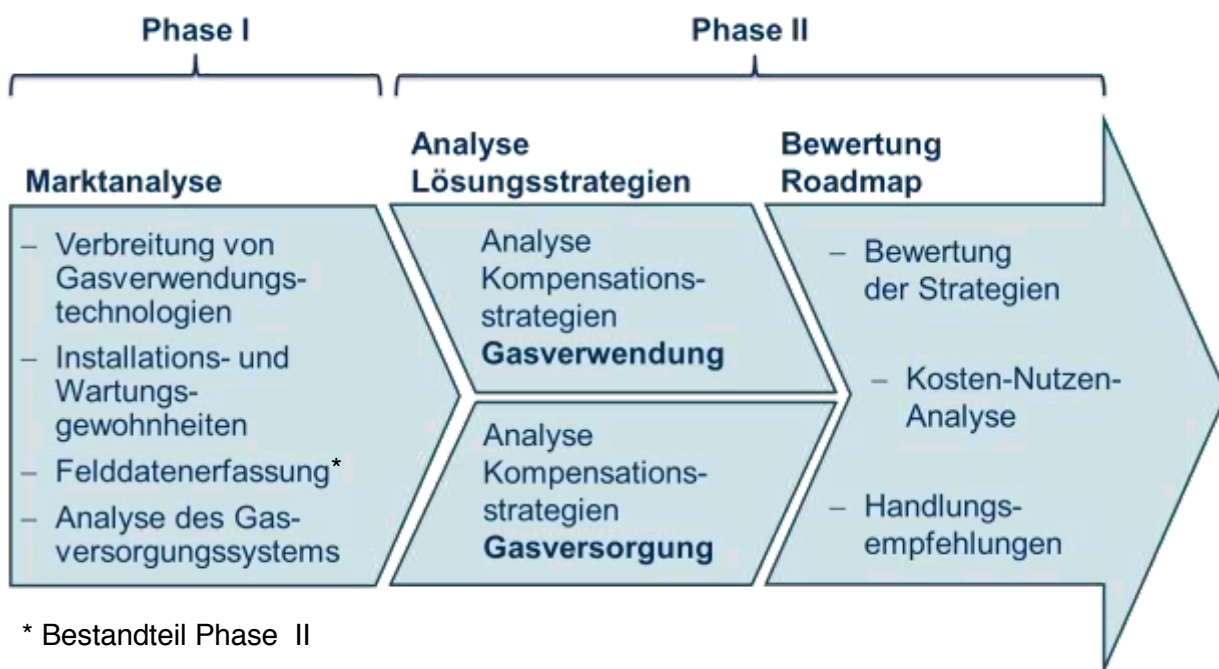 Phase I
Phase II
Marktanalyse
– Verbreitung von
Gasverwendungs-
technologien
– Installations- und
Wartungs-
gewohnheiten
– Felddatenerfassung*
– Analyse des Gas-
versorgungssystems
Analyse
Lösungsstrategien
Analyse
Kompensations-
strategien
Gasverwendung
Analyse
Kompensations-
strategien
Gasversorgung
Bewertung
Roadmap
– Bewertung
der Strategien
– Kosten-Nutzen-
Analyse
– Handlungs-
empfehlungen
* Bestandteil Phase II